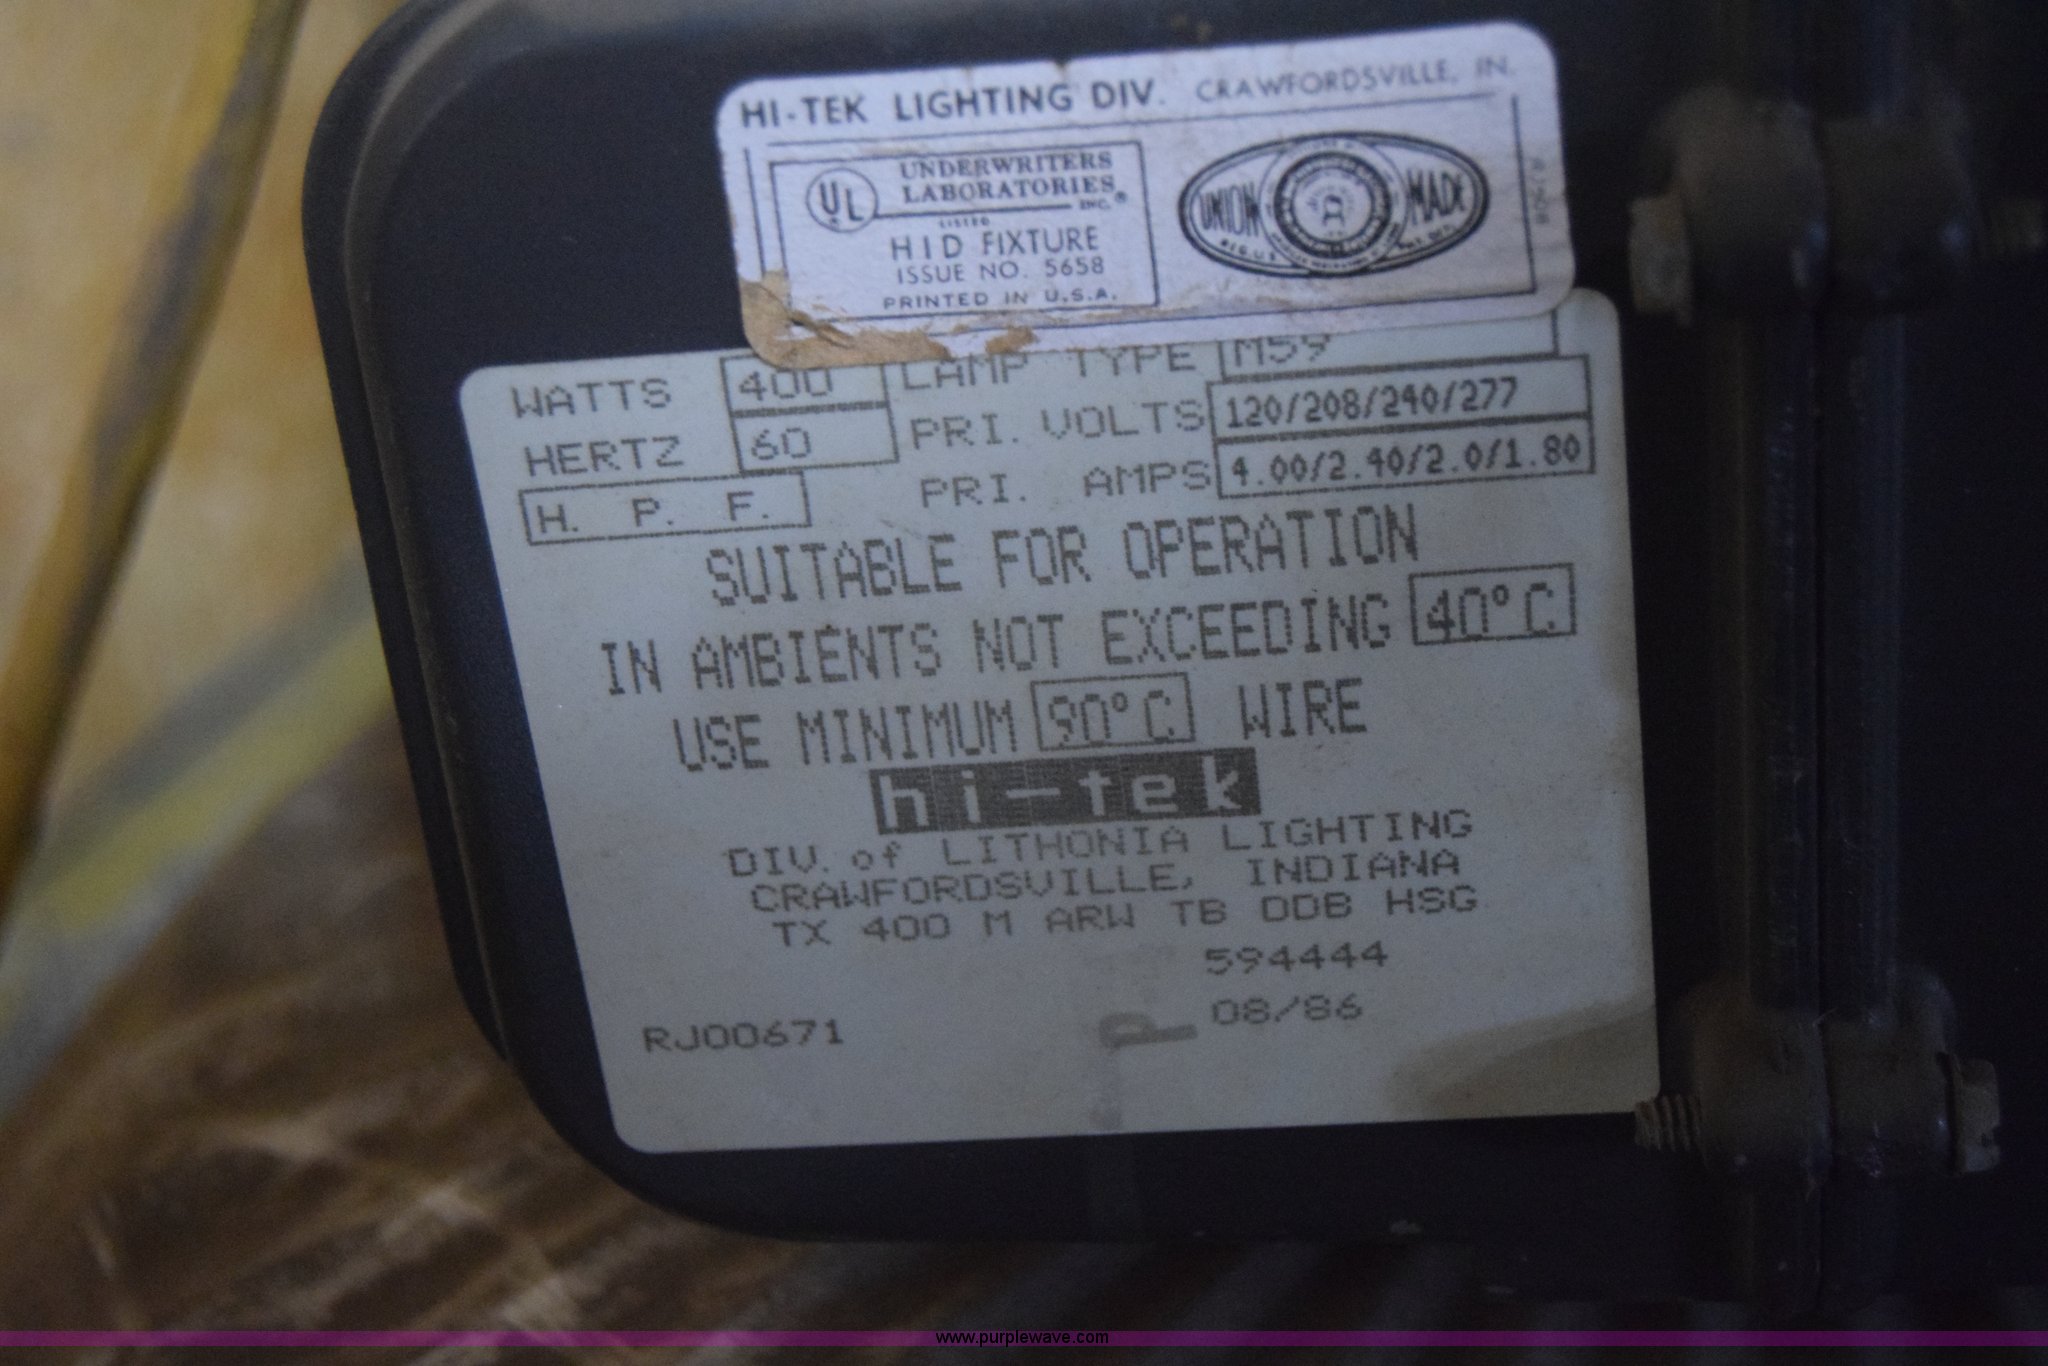 HI-TEK LIGHTING DIV. CRAWFORDSVILLE, IN.
UL
UNDERWRITERS
LABORATORIES, INC.®
LISTED
HID FIXTURE
ISSUE NO. 5658
PRINTED IN U.S.A.
UNION MADE
WATTS 400 LAMP TYPE M59
HERTZ 60 PRI. VOLTS 120/208/240/277
H. P. F. PRI. AMPS 4.00/2.40/2.0/1.80
SUITABLE FOR OPERATION
IN AMBIENTS NOT EXCEEDING 40°C
USE MINIMUM 90°C WIRE
hi-tek
DIV. of LITHONIA LIGHTING
CRAWFORDSVILLE, INDIANA
TX 400 M ARW TB DDB HSG
594444
RJ00671 P 08/86
www.purplewave.com